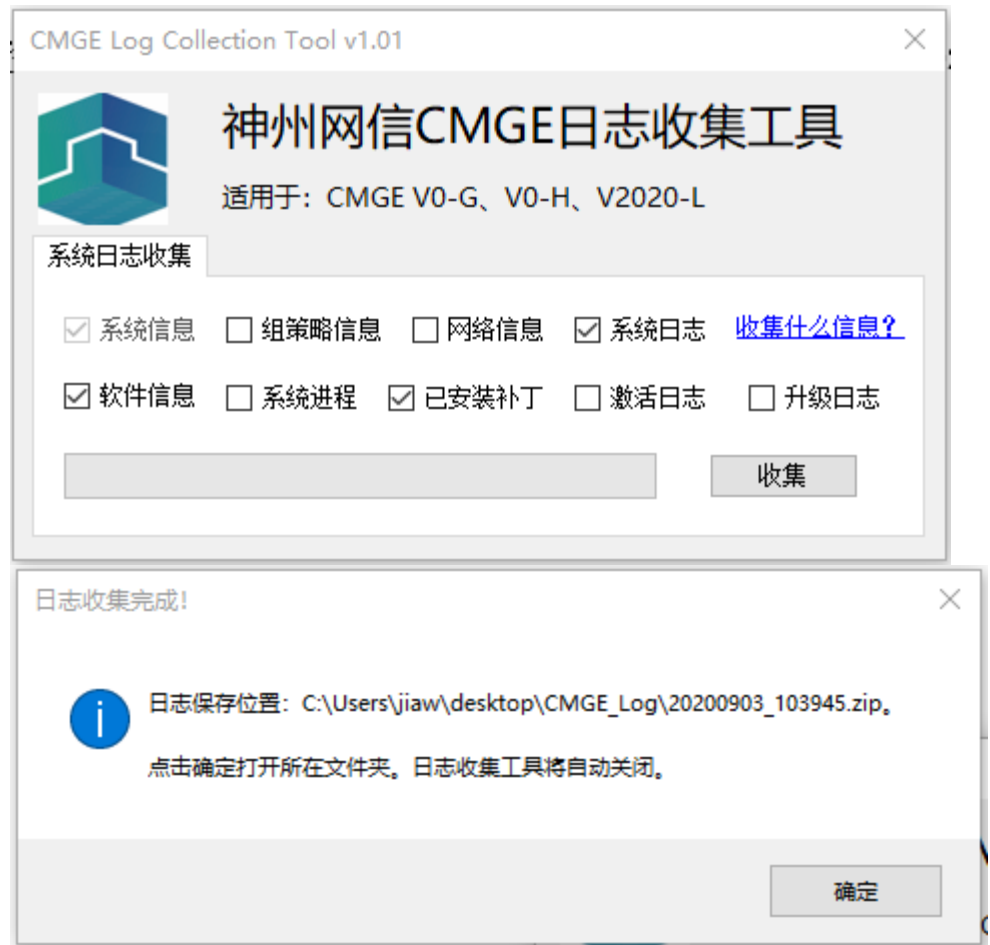 CMGE Log Collection Tool v1.01
神州网信CMGE日志收集工具
适用于：CMGE V0-G、V0-H、V2020-L
系统日志收集
系统信息 组策略信息 网络信息 系统日志 收集什么信息？
软件信息 系统进程 已安装补丁 激活日志 升级日志
收集
日志收集完成!
日志保存位置：C:\Users\jiaw\desktop\CMGE_Log\20200903_103945.zip。
点击确定打开所在文件夹。日志收集工具将自动关闭。
确定